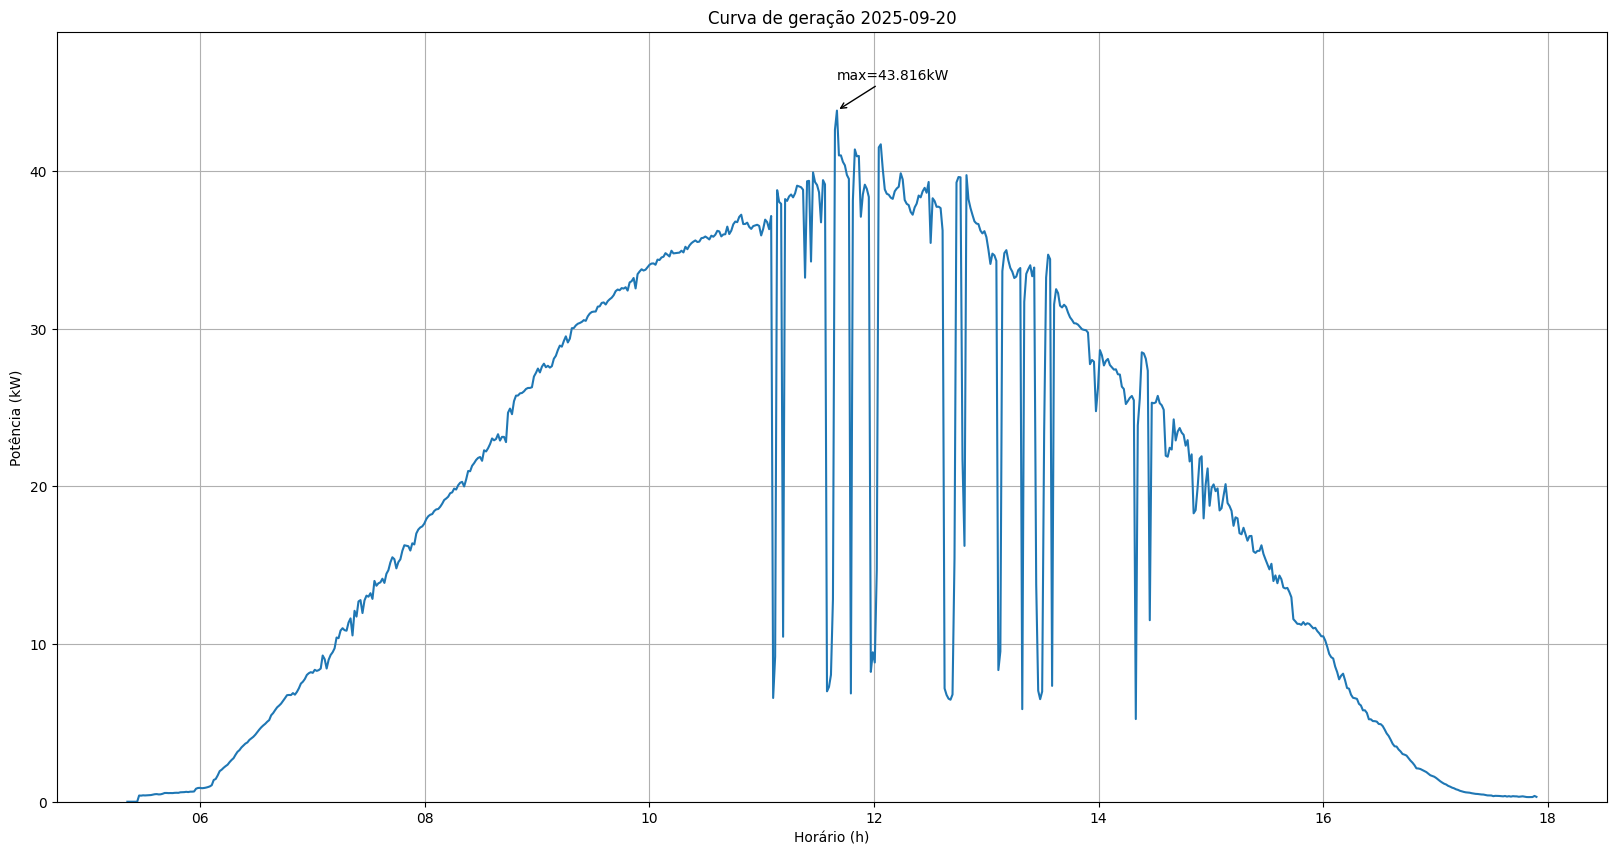 Curva de geração 2025-09-20
max=43.816kW
Potência (kW)
40
30
20
10
0
06 08 10 12 14 16 18
Horário (h)